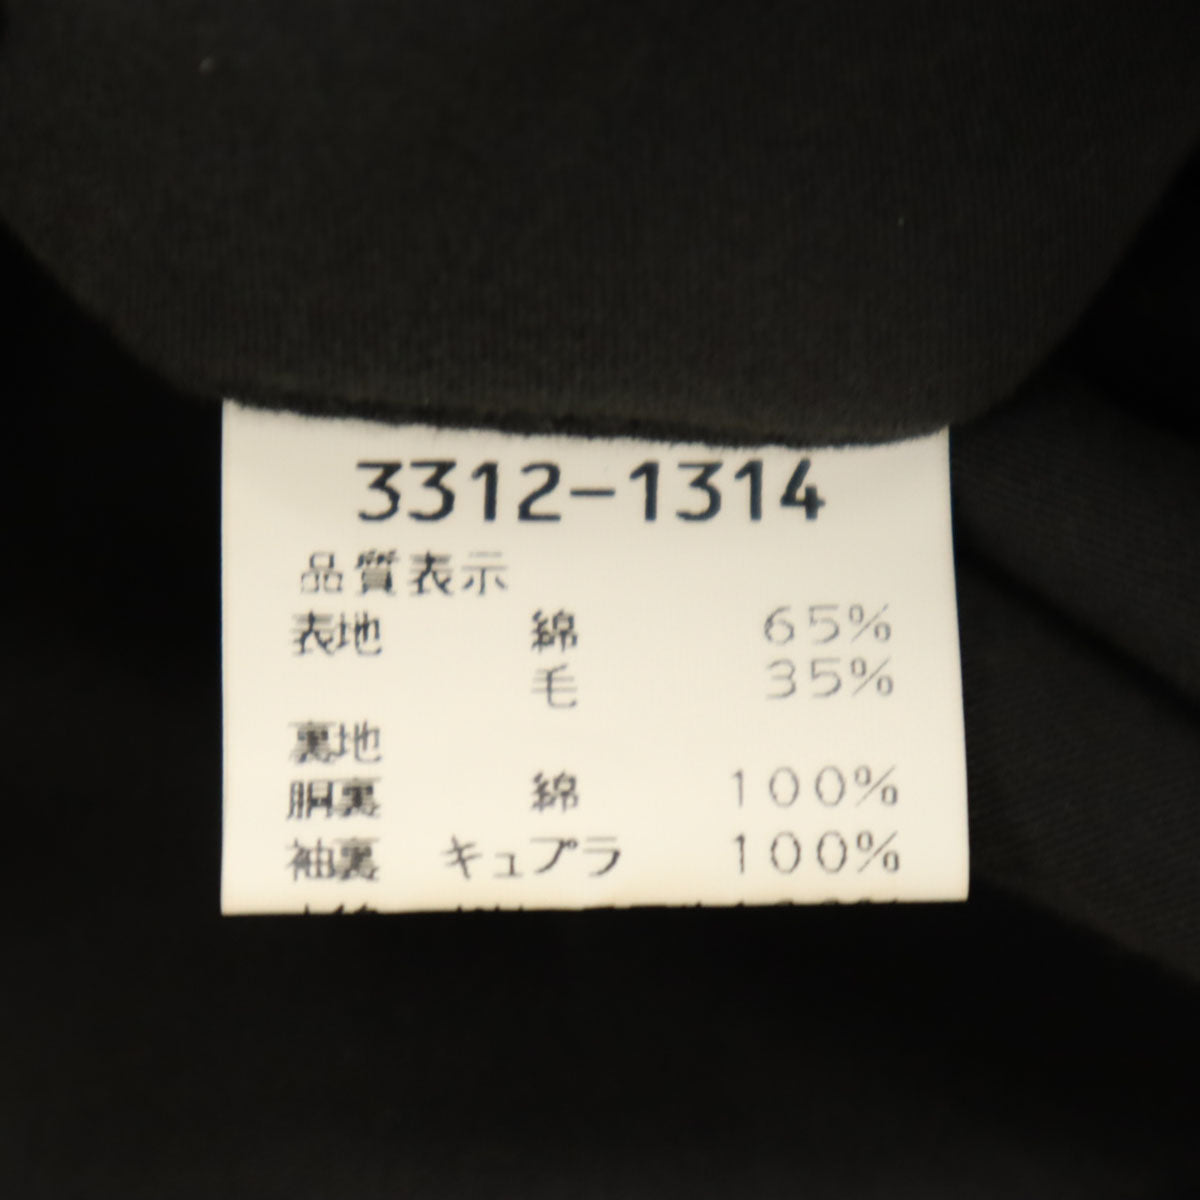 3312-1314
品質表示
表地 綿 65%
毛 35%
裏地
胴裏 綿 100%
袖裏 キュプラ 100%